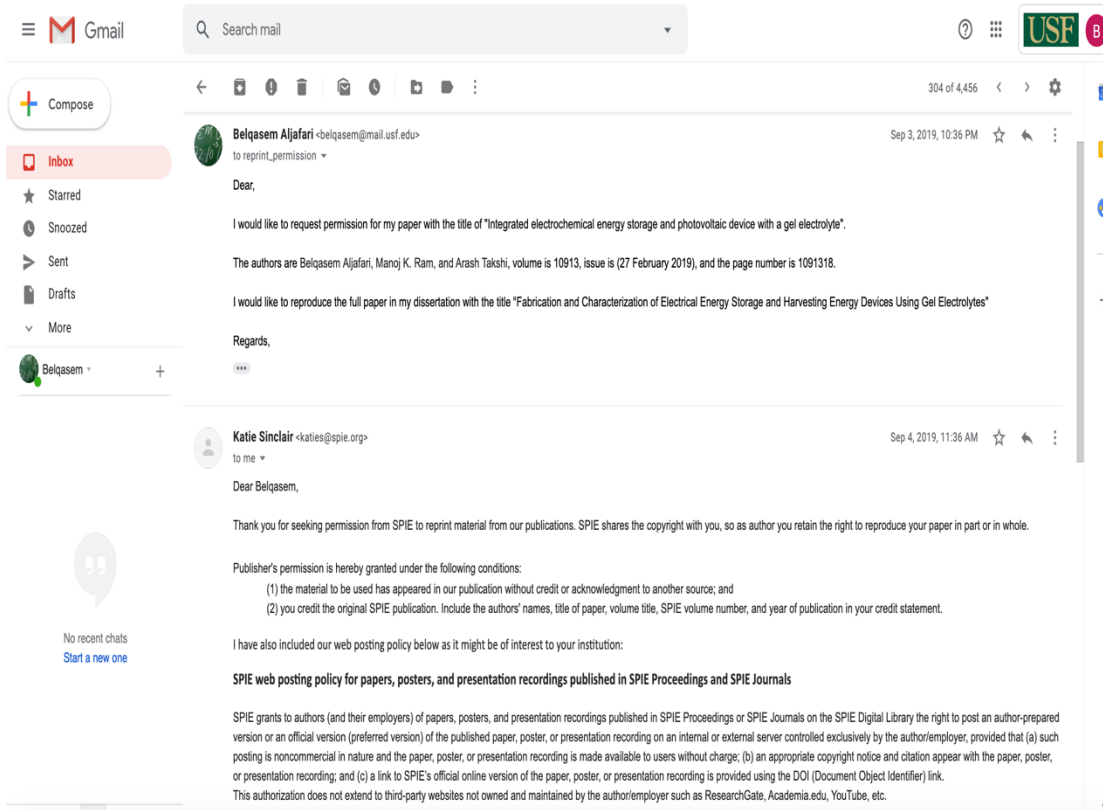 Gmail
Search mail
USF
B
Compose
304 of 4,456
Inbox
Starred
Snoozed
Sent
Drafts
More
Belqasem
No recent chats
Start a new one
Belqasem Aljafari <belqasem@mail.usf.edu>
Sep 3, 2019, 10:36 PM
to reprint_permission
Dear,
I would like to request permission for my paper with the title of "Integrated electrochemical energy storage and photovoltaic device with a gel electrolyte".
The authors are Belqasem Aljafari, Manoj K. Ram, and Arash Takshi, volume is 10913, issue is (27 February 2019), and the page number is 1091318.
I would like to reproduce the full paper in my dissertation with the title "Fabrication and Characterization of Electrical Energy Storage and Harvesting Energy Devices Using Gel Electrolytes"
Regards,
Katie Sinclair <katies@spie.org>
Sep 4, 2019, 11:36 AM
to me
Dear Belqasem,
Thank you for seeking permission from SPIE to reprint material from our publications. SPIE shares the copyright with you, so as author you retain the right to reproduce your paper in part or in whole.
Publisher's permission is hereby granted under the following conditions:
(1) the material to be used has appeared in our publication without credit or acknowledgment to another source; and
(2) you credit the original SPIE publication. Include the authors' names, title of paper, volume title, SPIE volume number, and year of publication in your credit statement.
I have also included our web posting policy below as it might be of interest to your institution:
SPIE web posting policy for papers, posters, and presentation recordings published in SPIE Proceedings and SPIE Journals
SPIE grants to authors (and their employers) of papers, posters, and presentation recordings published in SPIE Proceedings or SPIE Journals on the SPIE Digital Library the right to post an author-prepared
version or an official version (preferred version) of the published paper, poster, or presentation recording on an internal or external server controlled exclusively by the author/employer, provided that (a) such
posting is noncommercial in nature and the paper, poster, or presentation recording is made available to users without charge; (b) an appropriate copyright notice and citation appear with the paper, poster,
or presentation recording; and (c) a link to SPIE's official online version of the paper, poster, or presentation recording is provided using the DOI (Document Object Identifier) link.
This authorization does not extend to third-party websites not owned and maintained by the author/employer such as ResearchGate, Academia.edu, YouTube, etc.